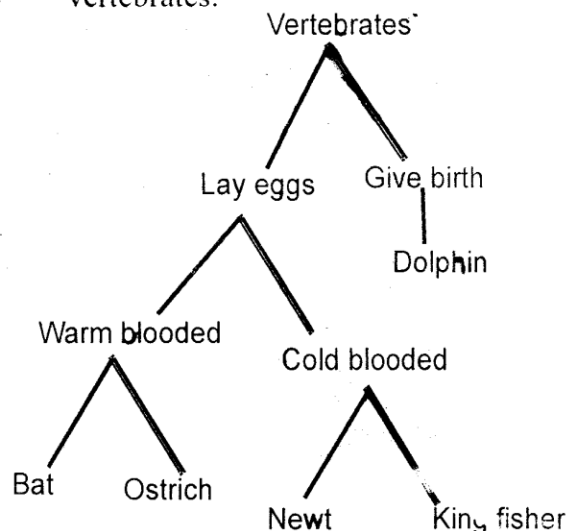 vertebrates.
Vertebrates
Lay eggs
Give birth
Dolphin
Warm blooded
Cold blooded
Bat
Ostrich
Newt
King fisher